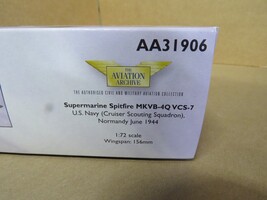 AA31906
THE
AVIATION
ARCHIVE
THE AUTHORISED CIVIL AND MILITARY AVIATION COLLECTION
Supermarine Spitfire MKVB-4Q VCS-7
U.S. Navy (Cruiser Scouting Squadron),
Normandy June 1944
1:72 scale
Wingspan: 156mm